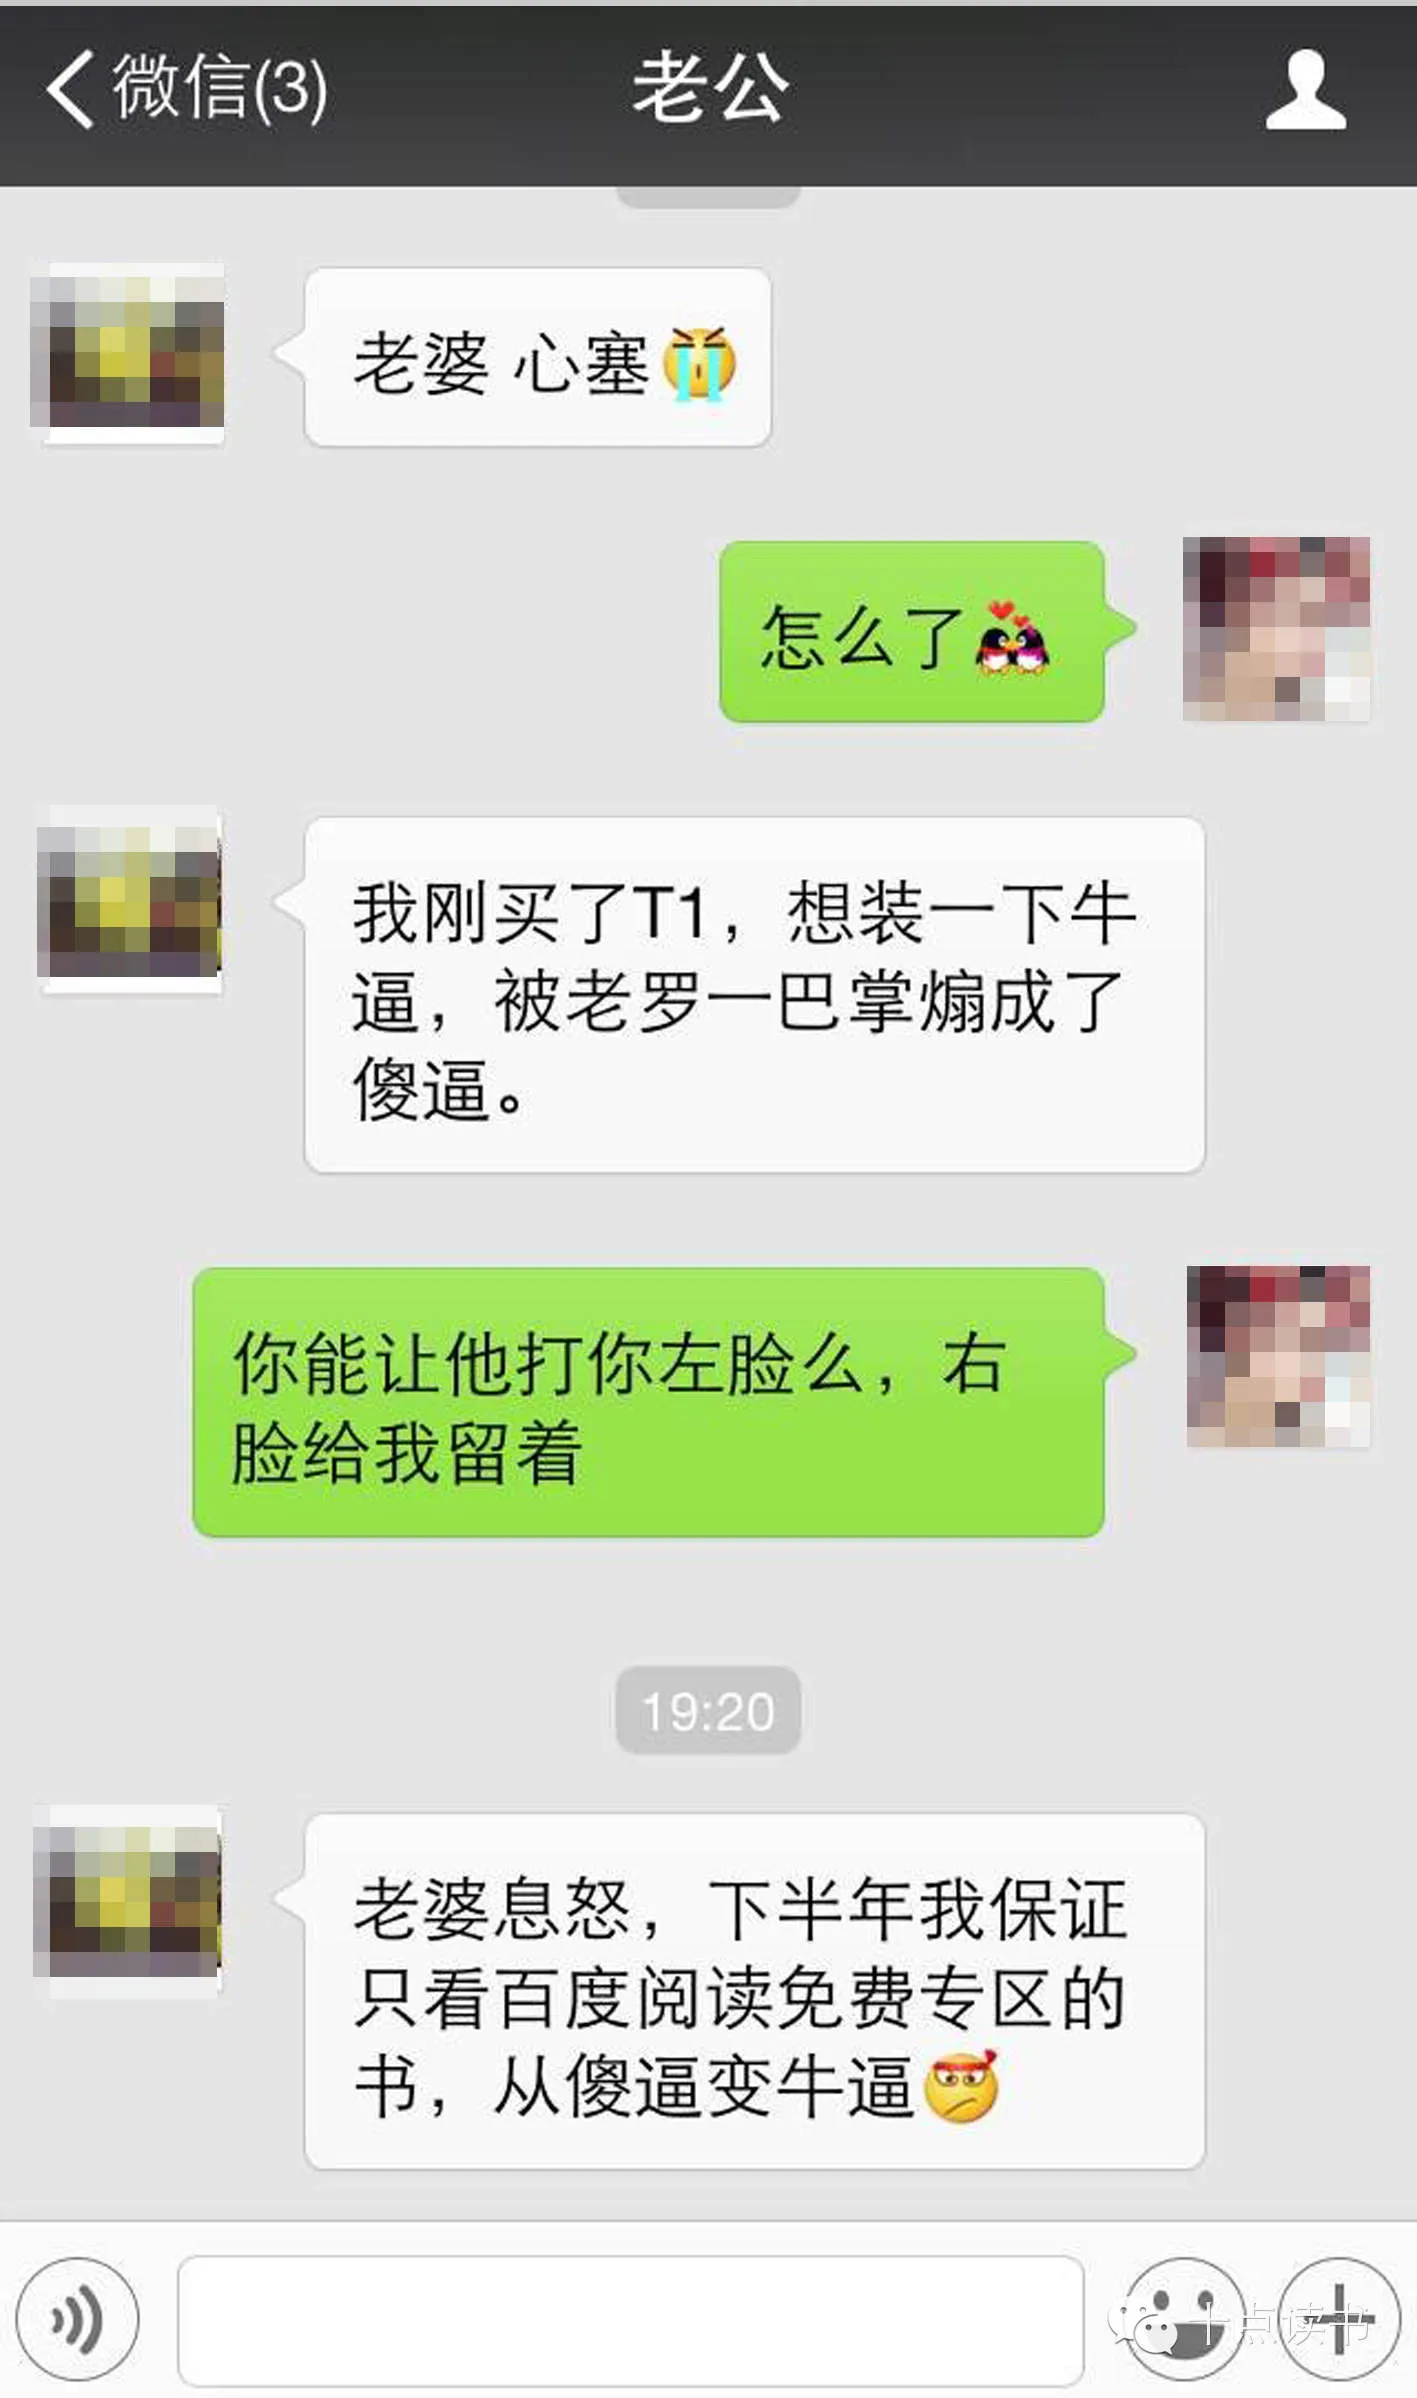 微信(3)
老公
老婆 心塞
怎么了
我刚买了T1，想装一下牛
逼，被老罗一巴掌煽成了
傻逼。
你能让他打你左脸么，右
脸给我留着
19:20
老婆息怒，下半年我保证
只看百度阅读免费专区的
书，从傻逼变牛逼
十点读书